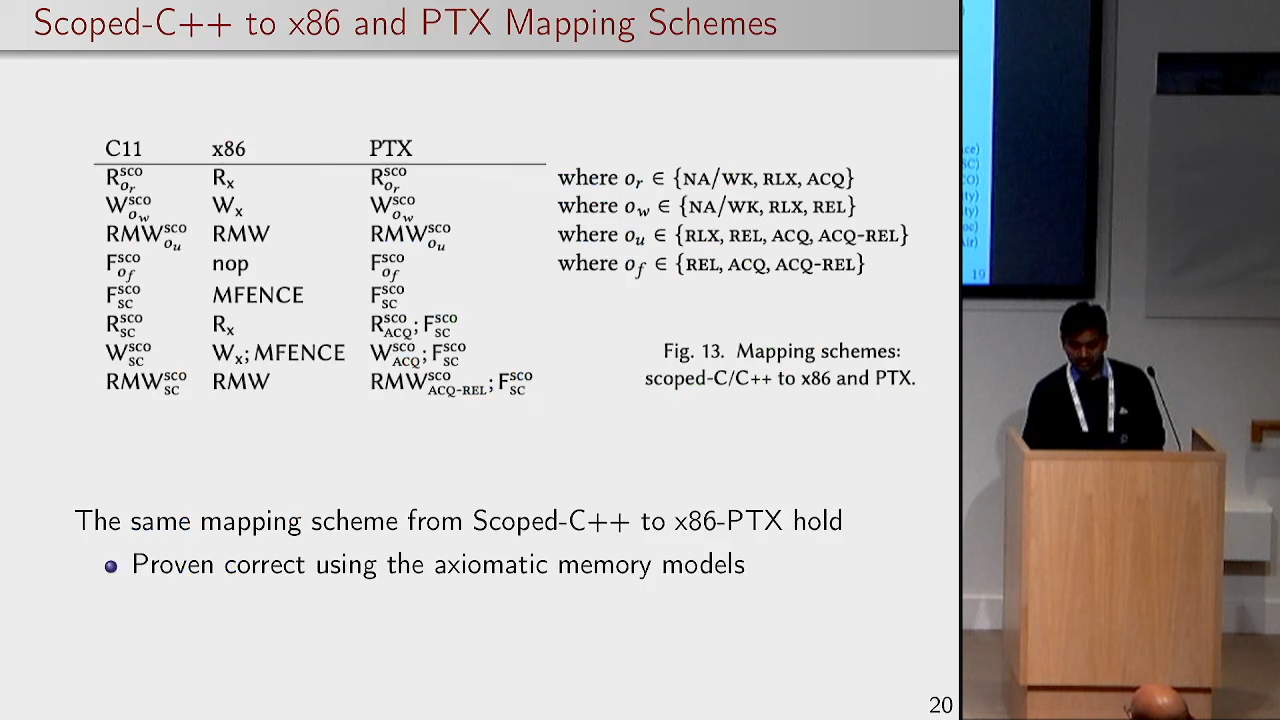 Scoped-C++ to x86 and PTX Mapping Schemes
C11 x86 PTX
R^SCO_o_r R_x R^SCO_o_r where o_r ∈ {NA/WK, RLX, ACQ}
W^SCO_o_w W_x W^SCO_o_w where o_w ∈ {NA/WK, RLX, REL}
RMW^SCO_o_u RMW RMW^SCO_o_u where o_u ∈ {RLX, REL, ACQ, ACQ-REL}
F^SCO_o_f nop F^SCO_o_f where o_f ∈ {REL, ACQ, ACQ-REL}
F^SCO_SC MFENCE F^SCO_SC
R^SCO_SC R_x R^SCO_ACQ; F^SCO_SC
W^SCO_SC W_x; MFENCE W^SCO_ACQ; F^SCO_SC
RMW^SCO_SC RMW RMW^SCO_ACQ-REL; F^SCO_SC
Fig. 13. Mapping schemes:
scoped-C/C++ to x86 and PTX.
The same mapping scheme from Scoped-C++ to x86-PTX hold
Proven correct using the axiomatic memory models
20
19